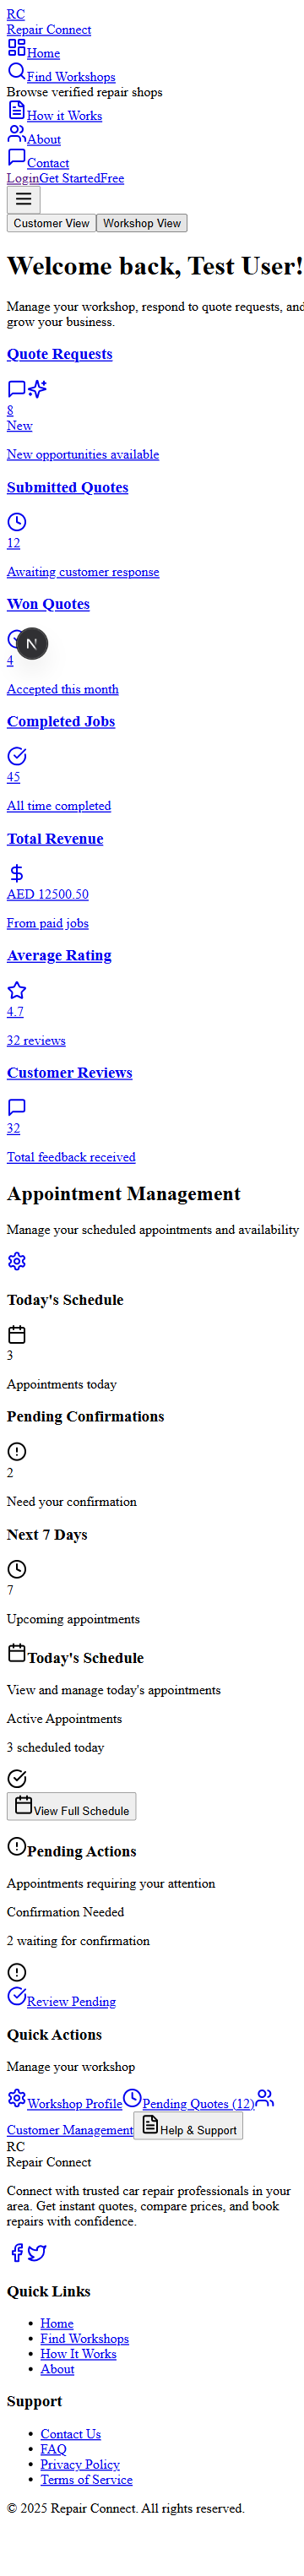 RC
Repair Connect
Home
Find Workshops
Browse verified repair shops
How it Works
About
Contact
LoginGet StartedFree
Customer View Workshop View
Welcome back, Test User!
Manage your workshop, respond to quote requests, and
grow your business.
Quote Requests
8
New
New opportunities available
Submitted Quotes
12
Awaiting customer response
Won Quotes
N
4
Accepted this month
Completed Jobs
45
All time completed
Total Revenue
AED 12500.50
From paid jobs
Average Rating
4.7
32 reviews
Customer Reviews
32
Total feedback received
Appointment Management
Manage your scheduled appointments and availability
Today's Schedule
3
Appointments today
Pending Confirmations
2
Need your confirmation
Next 7 Days
7
Upcoming appointments
Today's Schedule
View and manage today's appointments
Active Appointments
3 scheduled today
View Full Schedule
Pending Actions
Appointments requiring your attention
Confirmation Needed
2 waiting for confirmation
Review Pending
Quick Actions
Manage your workshop
Workshop Profile Pending Quotes (12)
Customer Management Help & Support
RC
Repair Connect
Connect with trusted car repair professionals in your
area. Get instant quotes, compare prices, and book
repairs with confidence.
Quick Links
• Home
• Find Workshops
• How It Works
• About
Support
• Contact Us
• FAQ
• Privacy Policy
• Terms of Service
© 2025 Repair Connect. All rights reserved.